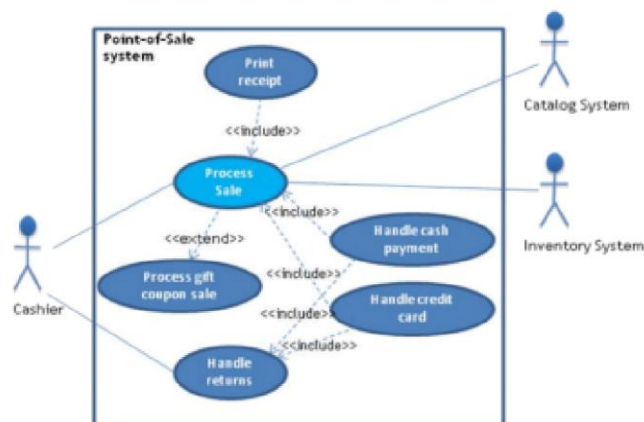 Point-of-Sale
system
Print
receipt
Catalog System
<<include>>
Process
Sale
<<include>>
Handle cash
payment
Inventory System
<<extend>>
Cashier
Process gift
coupon sale
<<include>>
Handle credit
card
<<include>>
<<include>>
Handle
returns